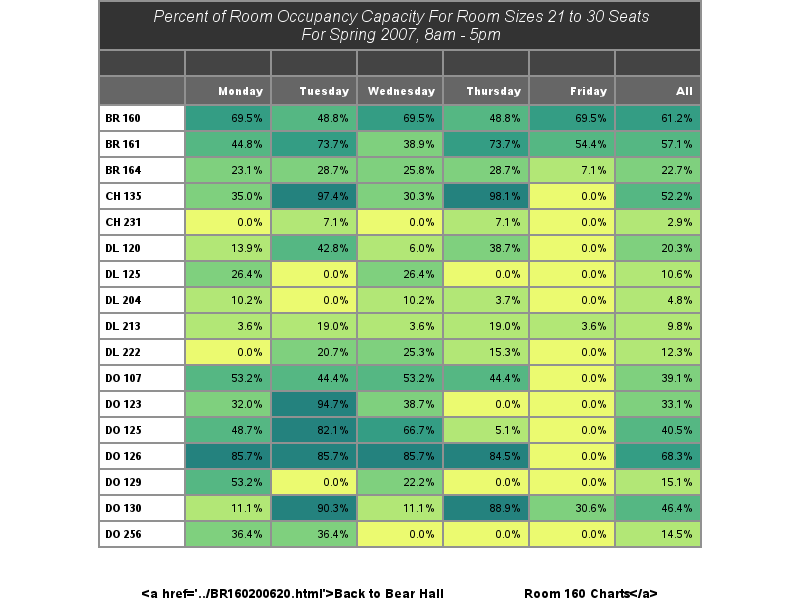 Percent of Room Occupancy Capacity For Room Sizes 21 to 30 Seats
For Spring 2007, 8am - 5pm
Monday Tuesday Wednesday Thursday Friday All
BR 160 69.5% 48.8% 69.5% 48.8% 69.5% 61.2%
BR 161 44.8% 73.7% 38.9% 73.7% 54.4% 57.1%
BR 164 23.1% 28.7% 25.8% 28.7% 7.1% 22.7%
CH 135 35.0% 97.4% 30.3% 98.1% 0.0% 52.2%
CH 231 0.0% 7.1% 0.0% 7.1% 0.0% 2.9%
DL 120 13.9% 42.8% 6.0% 38.7% 0.0% 20.3%
DL 125 26.4% 0.0% 26.4% 0.0% 0.0% 10.6%
DL 204 10.2% 0.0% 10.2% 3.7% 0.0% 4.8%
DL 213 3.6% 19.0% 3.6% 19.0% 3.6% 9.8%
DL 222 0.0% 20.7% 25.3% 15.3% 0.0% 12.3%
DO 107 53.2% 44.4% 53.2% 44.4% 0.0% 39.1%
DO 123 32.0% 94.7% 38.7% 0.0% 0.0% 33.1%
DO 125 48.7% 82.1% 66.7% 5.1% 0.0% 40.5%
DO 126 85.7% 85.7% 85.7% 84.5% 0.0% 68.3%
DO 129 53.2% 0.0% 22.2% 0.0% 0.0% 15.1%
DO 130 11.1% 90.3% 11.1% 88.9% 30.6% 46.4%
DO 256 36.4% 36.4% 0.0% 0.0% 0.0% 14.5%
<a href='../BR160200620.html'>Back to Bear Hall Room 160 Charts</a>